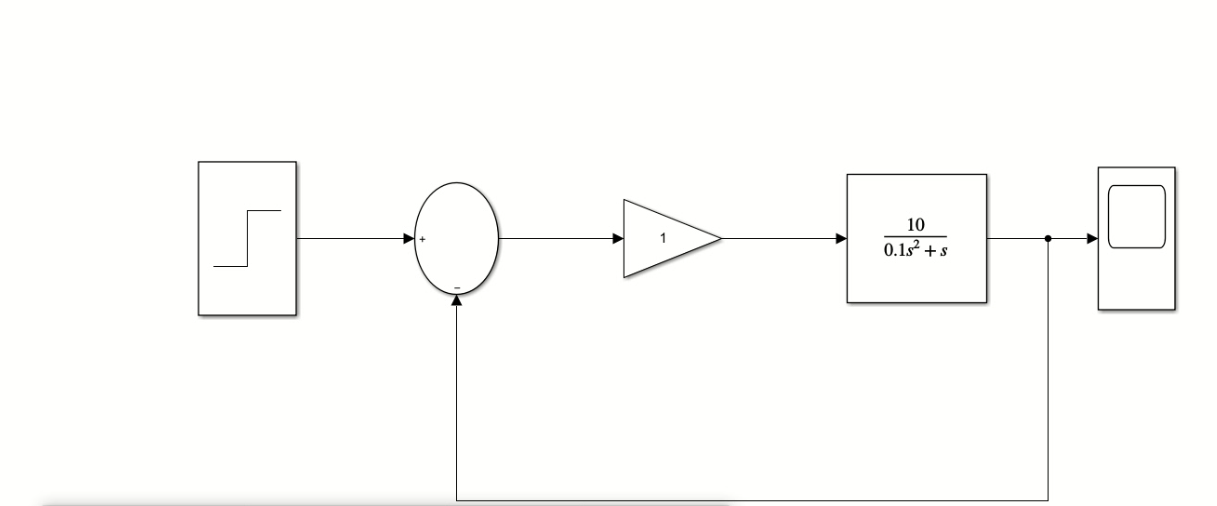 +
1
10
0.1s² + s
−